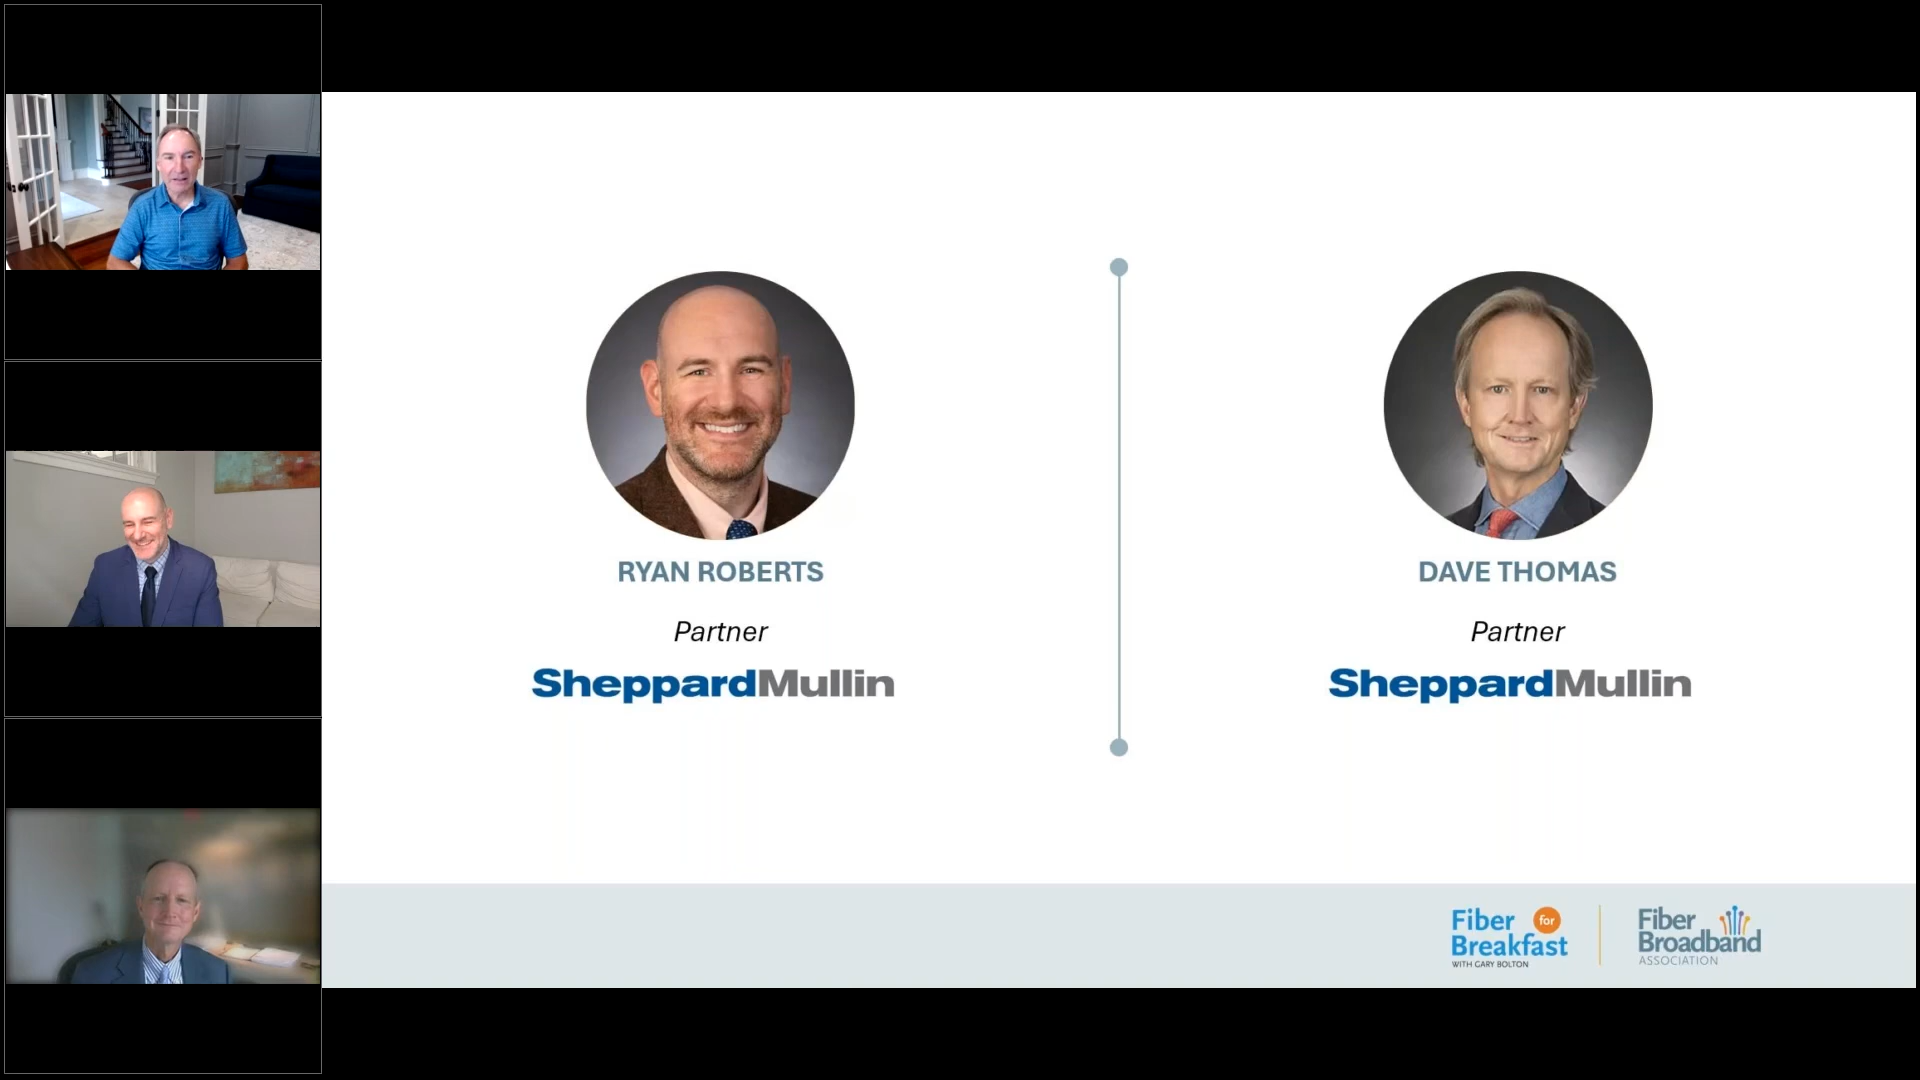 RYAN ROBERTS
Partner
SheppardMullin
DAVE THOMAS
Partner
SheppardMullin
Fiber for
Breakfast
WITH GARY BOLTON
Fiber
Broadband
ASSOCIATION